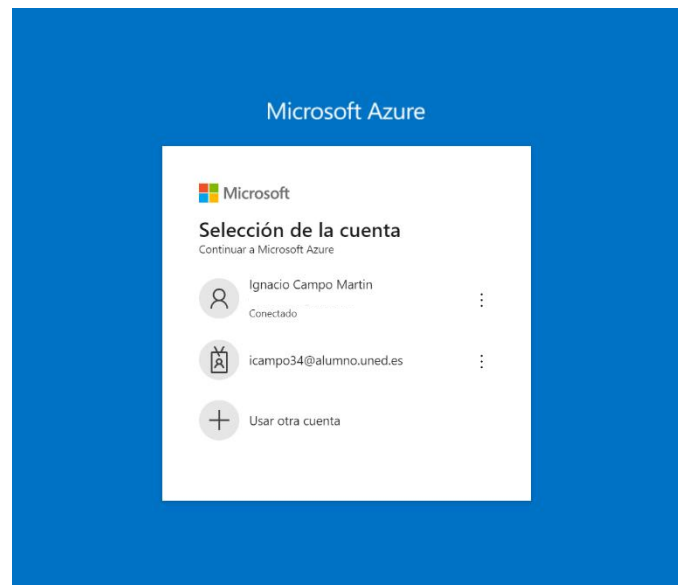 Microsoft Azure
Microsoft
Selección de la cuenta
Continuar a Microsoft Azure
Ignacio Campo Martin
Conectado
icampo34@alumno.uned.es
Usar otra cuenta